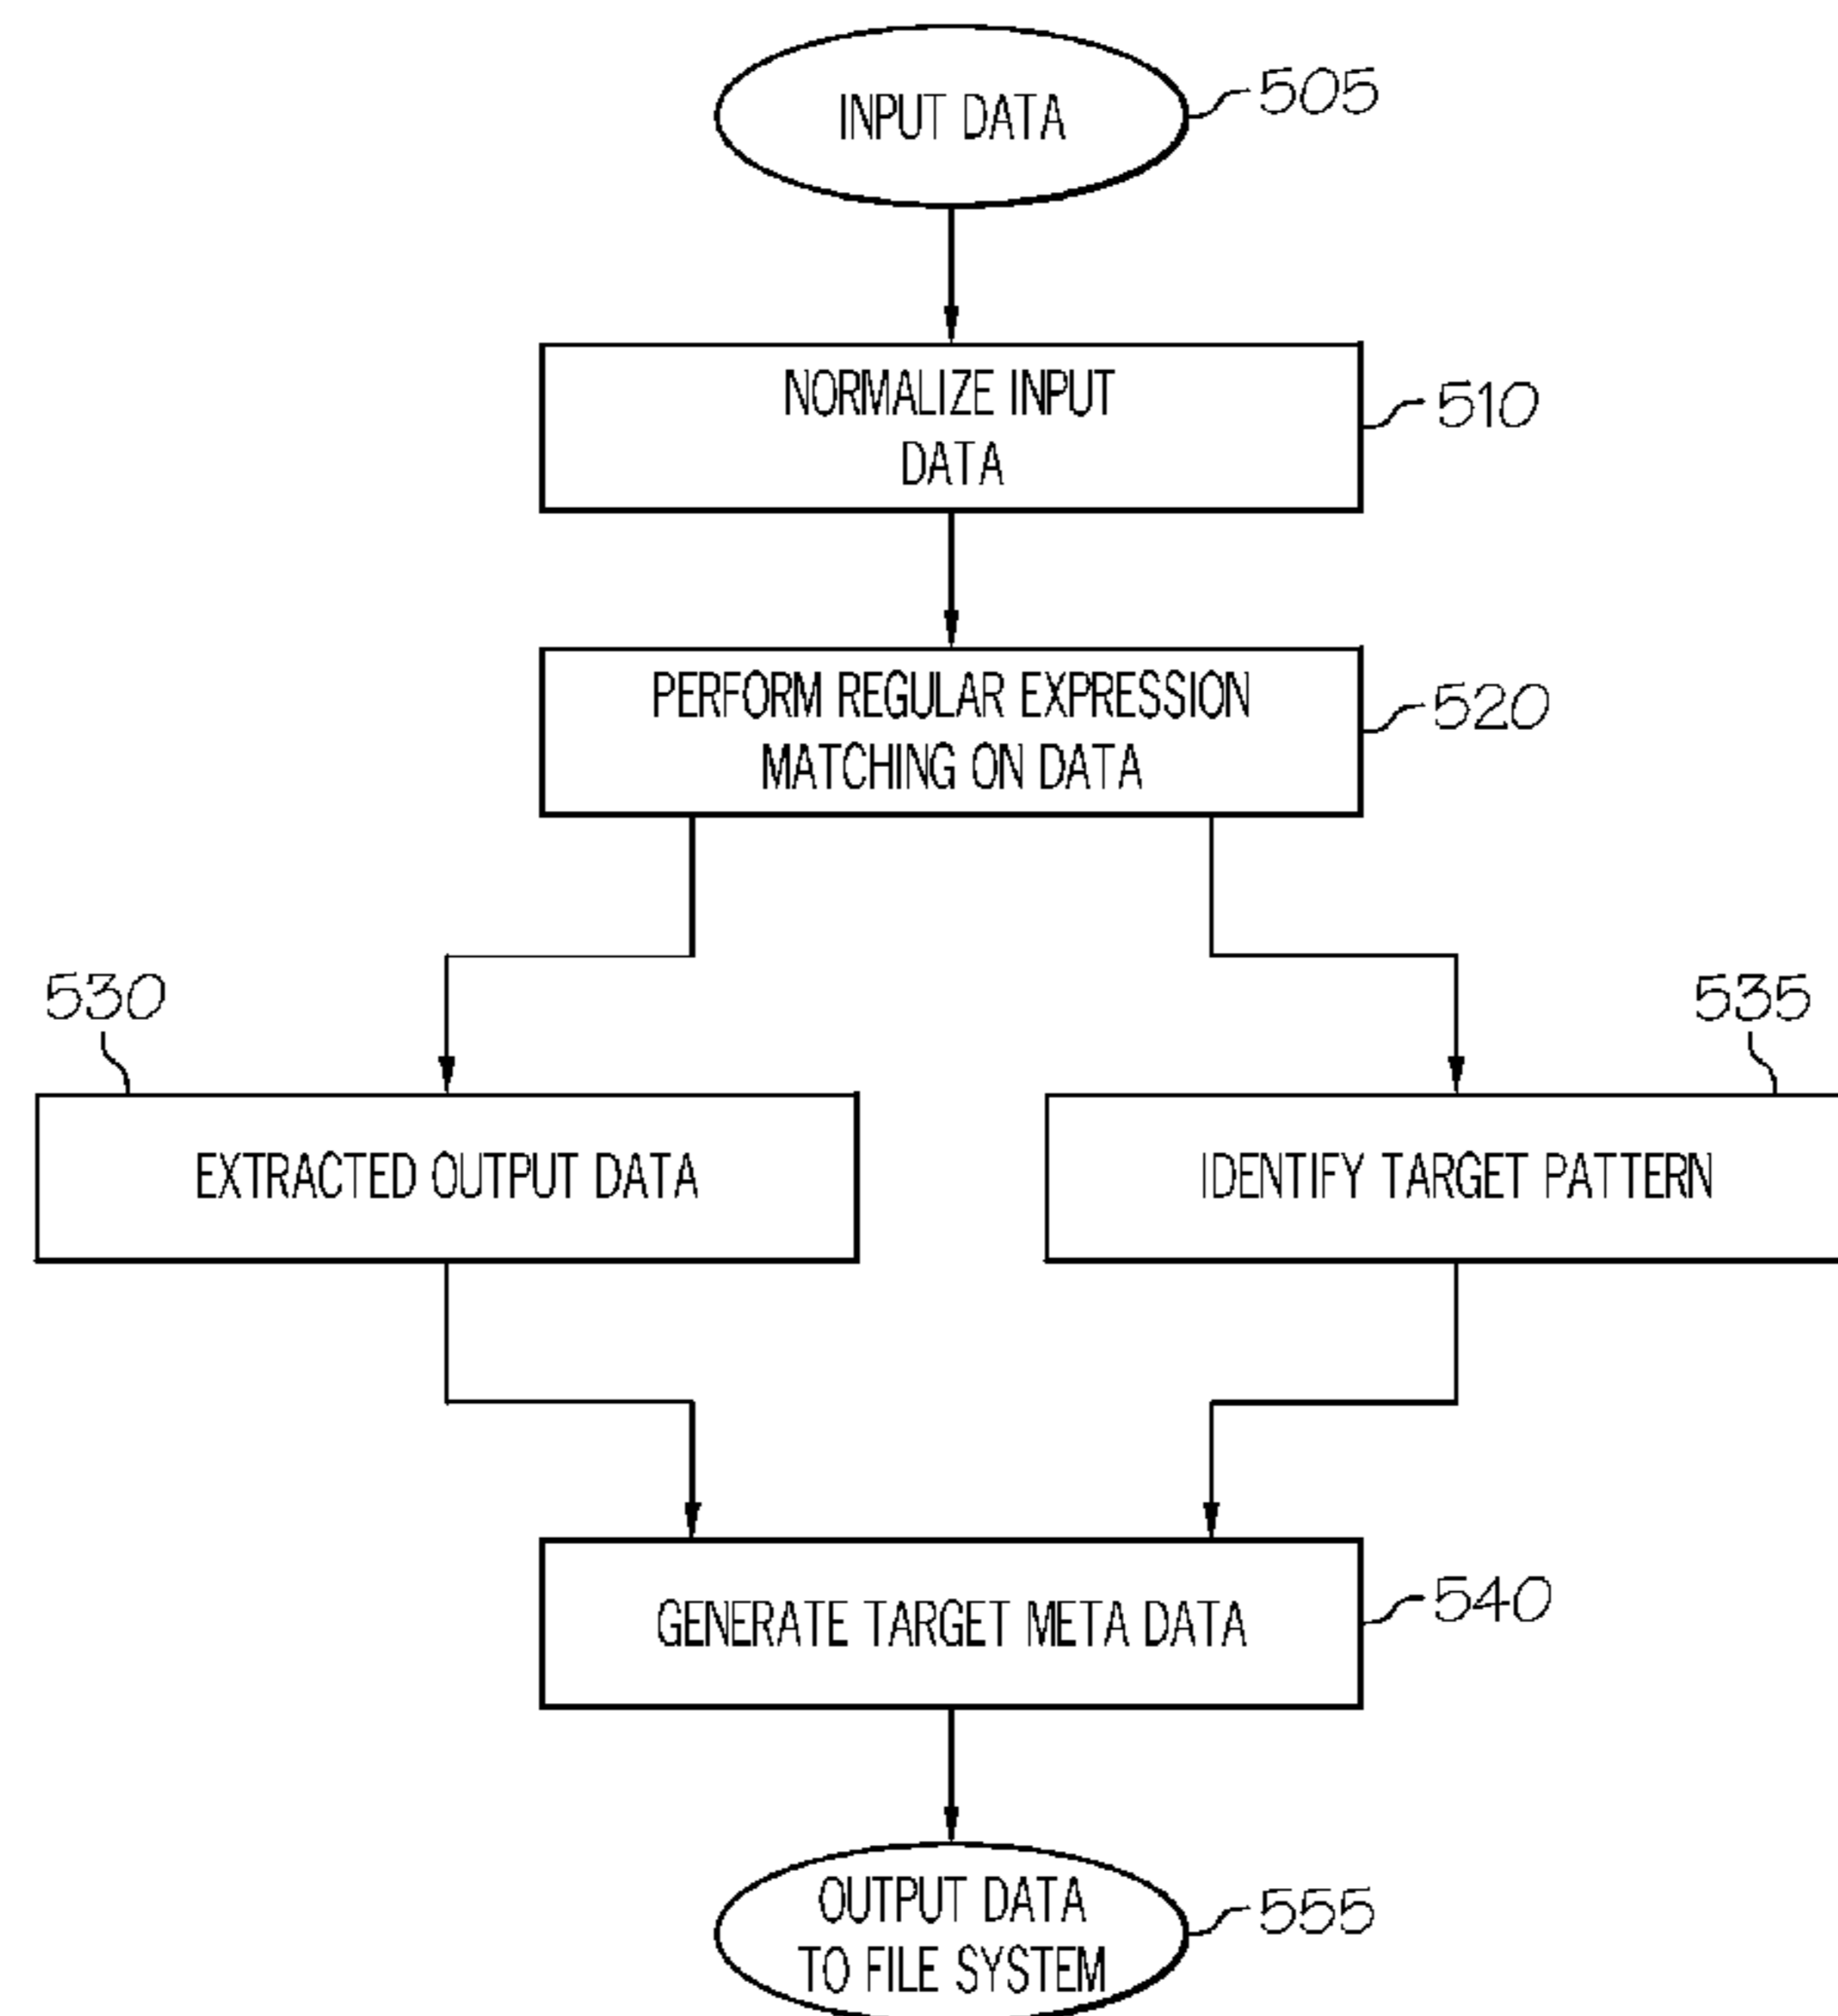 INPUT DATA
505
NORMALIZE INPUT
DATA
510
PERFORM REGULAR EXPRESSION
MATCHING ON DATA
520
530
535
EXTRACTED OUTPUT DATA
IDENTIFY TARGET PATTERN
GENERATE TARGET META DATA
540
OUTPUT DATA
TO FILE SYSTEM
555